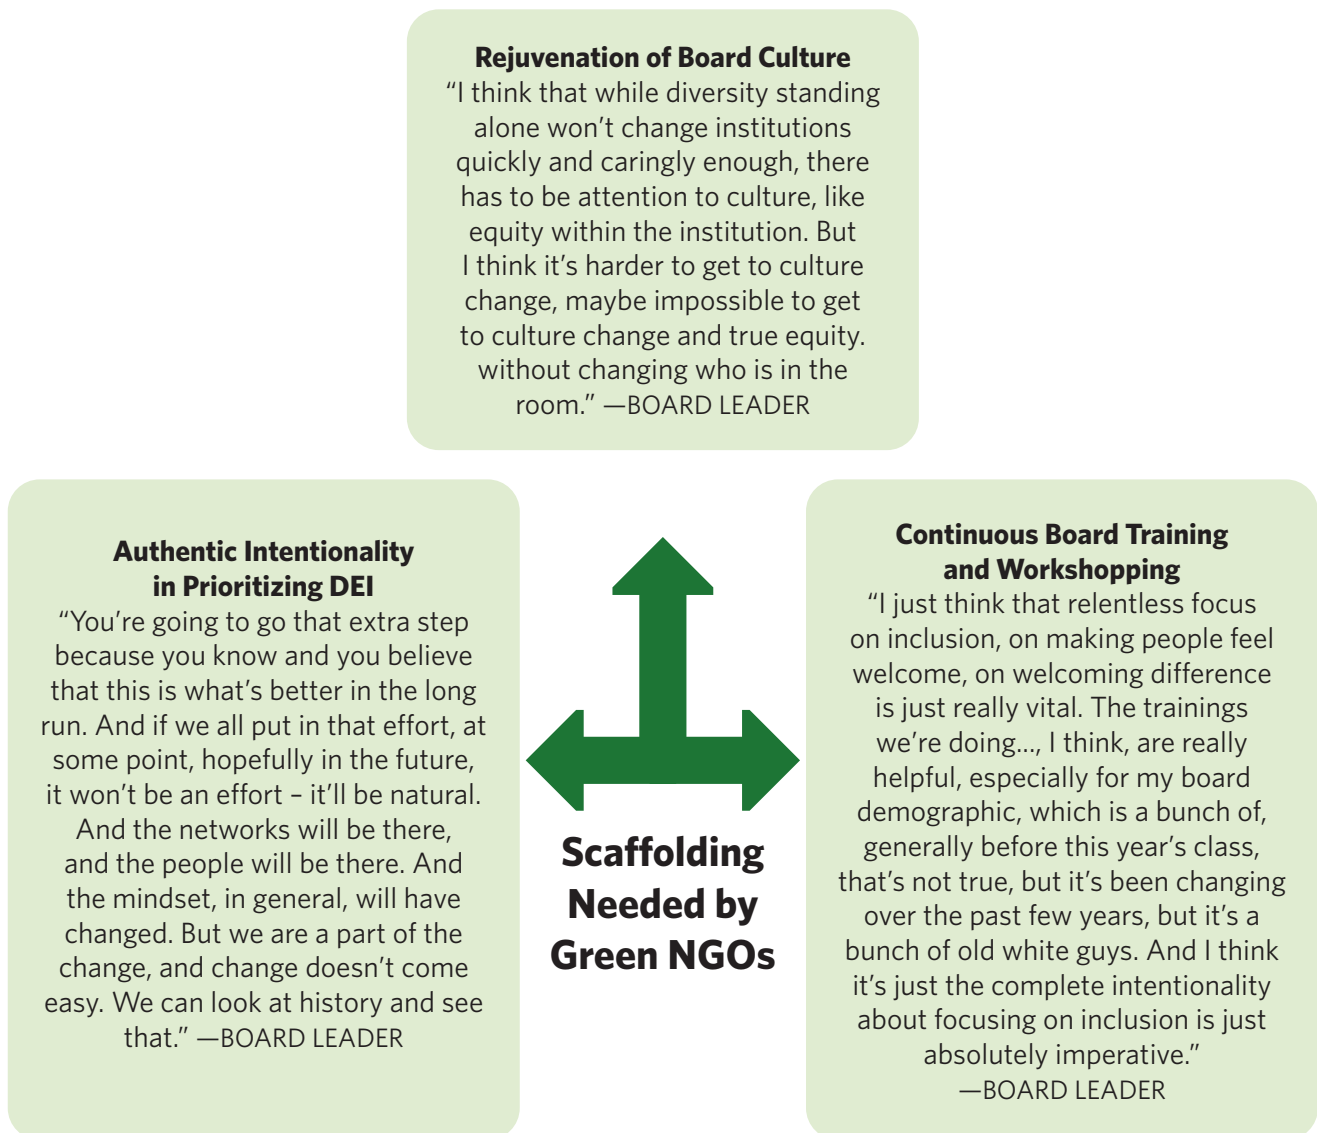 Rejuvenation of Board Culture
“I think that while diversity standing
alone won’t change institutions
quickly and caringly enough, there
has to be attention to culture, like
equity within the institution. But
I think it’s harder to get to culture
change, maybe impossible to get
to culture change and true equity.
without changing who is in the
room.” —BOARD LEADER
Authentic Intentionality
in Prioritizing DEI
“You’re going to go that extra step
because you know and you believe
that this is what’s better in the long
run. And if we all put in that effort, at
some point, hopefully in the future,
it won’t be an effort – it’ll be natural.
And the networks will be there,
and the people will be there. And
the mindset, in general, will have
changed. But we are a part of the
change, and change doesn’t come
easy. We can look at history and see
that.” —BOARD LEADER
Scaffolding
Needed by
Green NGOs
Continuous Board Training
and Workshopping
“I just think that relentless focus
on inclusion, on making people feel
welcome, on welcoming difference
is just really vital. The trainings
we’re doing..., I think, are really
helpful, especially for my board
demographic, which is a bunch of,
generally before this year’s class,
that’s not true, but it’s been changing
over the past few years, but it’s a
bunch of old white guys. And I think
it’s just the complete intentionality
about focusing on inclusion is just
absolutely imperative.”
—BOARD LEADER